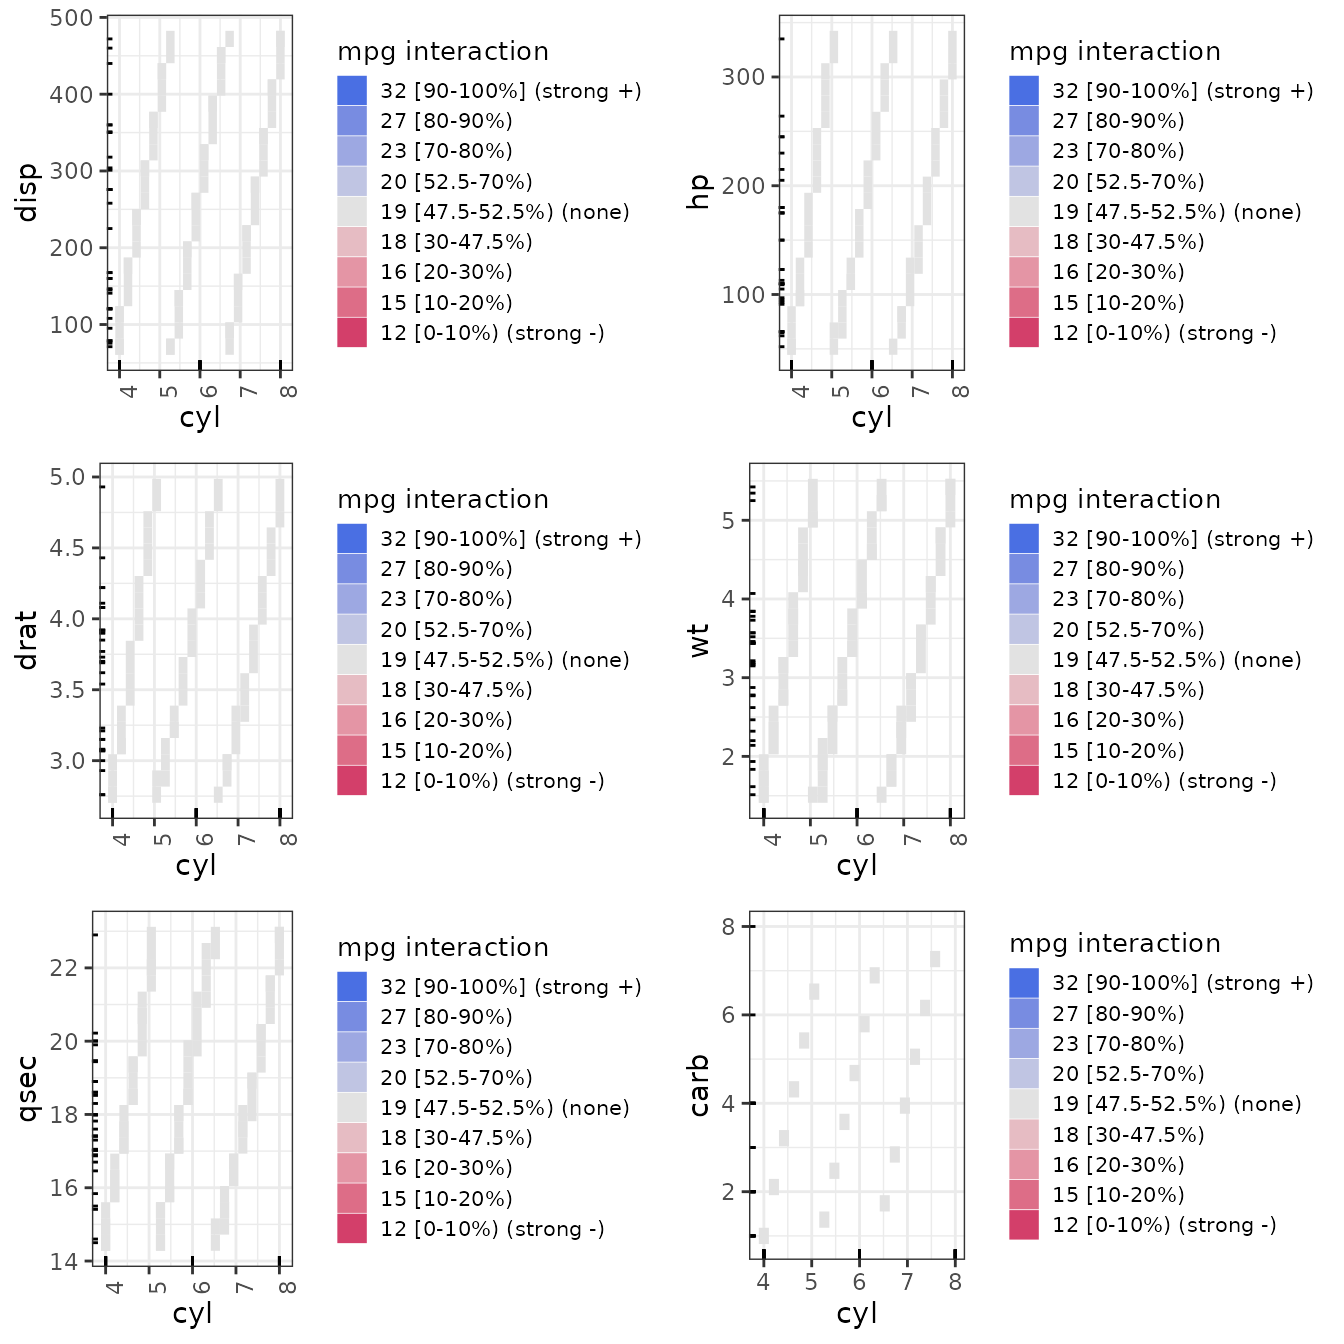 500
400
300
200
100
disp
4 5 6 7 8
cyl
mpg interaction
32 [90-100%] (strong +)
27 [80-90%)
23 [70-80%)
20 [52.5-70%)
19 [47.5-52.5%) (none)
18 [30-47.5%)
16 [20-30%)
15 [10-20%)
12 [0-10%) (strong -)
300
200
100
hp
4 5 6 7 8
cyl
mpg interaction
32 [90-100%] (strong +)
27 [80-90%)
23 [70-80%)
20 [52.5-70%)
19 [47.5-52.5%) (none)
18 [30-47.5%)
16 [20-30%)
15 [10-20%)
12 [0-10%) (strong -)
5.0
4.5
4.0
3.5
3.0
drat
4 5 6 7 8
cyl
mpg interaction
32 [90-100%] (strong +)
27 [80-90%)
23 [70-80%)
20 [52.5-70%)
19 [47.5-52.5%) (none)
18 [30-47.5%)
16 [20-30%)
15 [10-20%)
12 [0-10%) (strong -)
5
4
3
2
wt
4 5 6 7 8
cyl
mpg interaction
32 [90-100%] (strong +)
27 [80-90%)
23 [70-80%)
20 [52.5-70%)
19 [47.5-52.5%) (none)
18 [30-47.5%)
16 [20-30%)
15 [10-20%)
12 [0-10%) (strong -)
22
20
18
16
14
qsec
4 5 6 7 8
cyl
mpg interaction
32 [90-100%] (strong +)
27 [80-90%)
23 [70-80%)
20 [52.5-70%)
19 [47.5-52.5%) (none)
18 [30-47.5%)
16 [20-30%)
15 [10-20%)
12 [0-10%) (strong -)
8
6
4
2
carb
4 5 6 7 8
cyl
mpg interaction
32 [90-100%] (strong +)
27 [80-90%)
23 [70-80%)
20 [52.5-70%)
19 [47.5-52.5%) (none)
18 [30-47.5%)
16 [20-30%)
15 [10-20%)
12 [0-10%) (strong -)